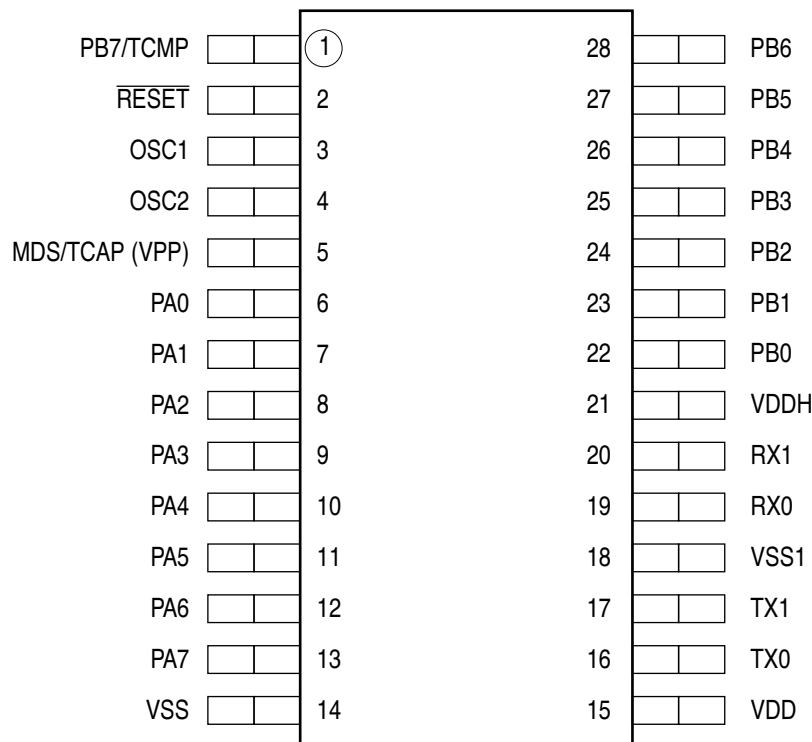 PB7/TCMP 1 28 PB6
RESET 2 27 PB5
OSC1 3 26 PB4
OSC2 4 25 PB3
MDS/TCAP (VPP) 5 24 PB2
PA0 6 23 PB1
PA1 7 22 PB0
PA2 8 21 VDDH
PA3 9 20 RX1
PA4 10 19 RX0
PA5 11 18 VSS1
PA6 12 17 TX1
PA7 13 16 TX0
VSS 14 15 VDD